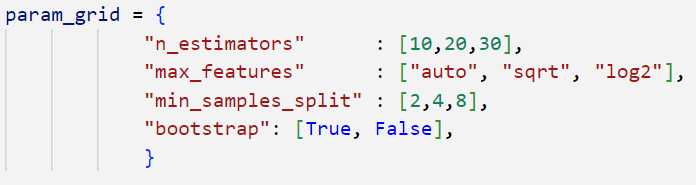 param_grid = {
"n_estimators" : [10,20,30],
"max_features" : ["auto", "sqrt", "log2"],
"min_samples_split" : [2,4,8],
"bootstrap": [True, False],
}